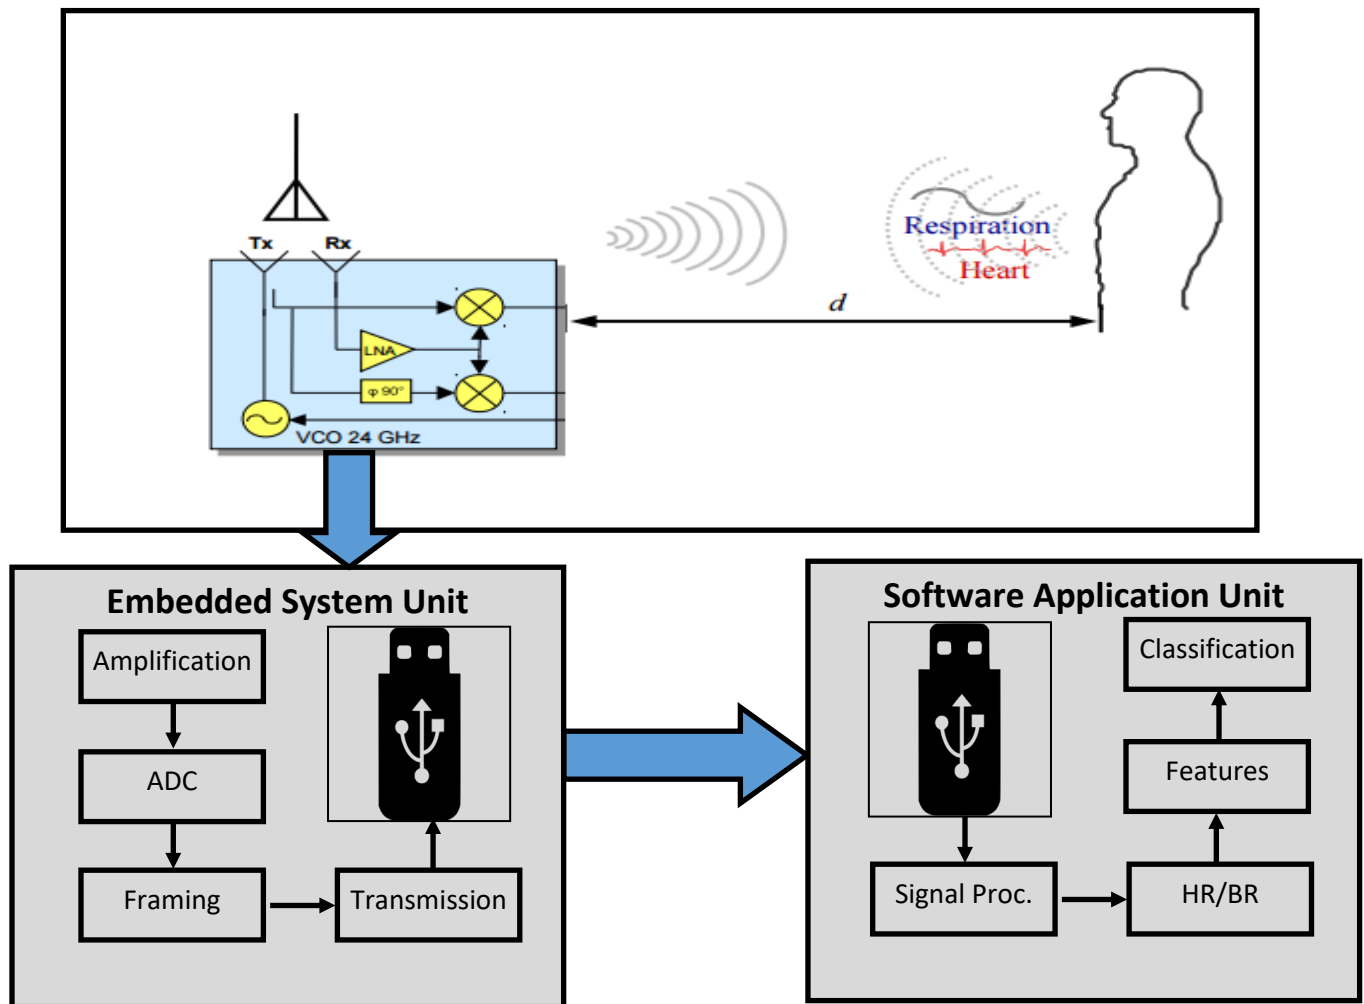 Tx
Rx
Respiration
Heart
d
LNA
φ 90°
VCO 24 GHz
Embedded System Unit
Amplification
ADC
Framing
Transmission
Software Application Unit
Classification
Features
Signal Proc.
HR/BR